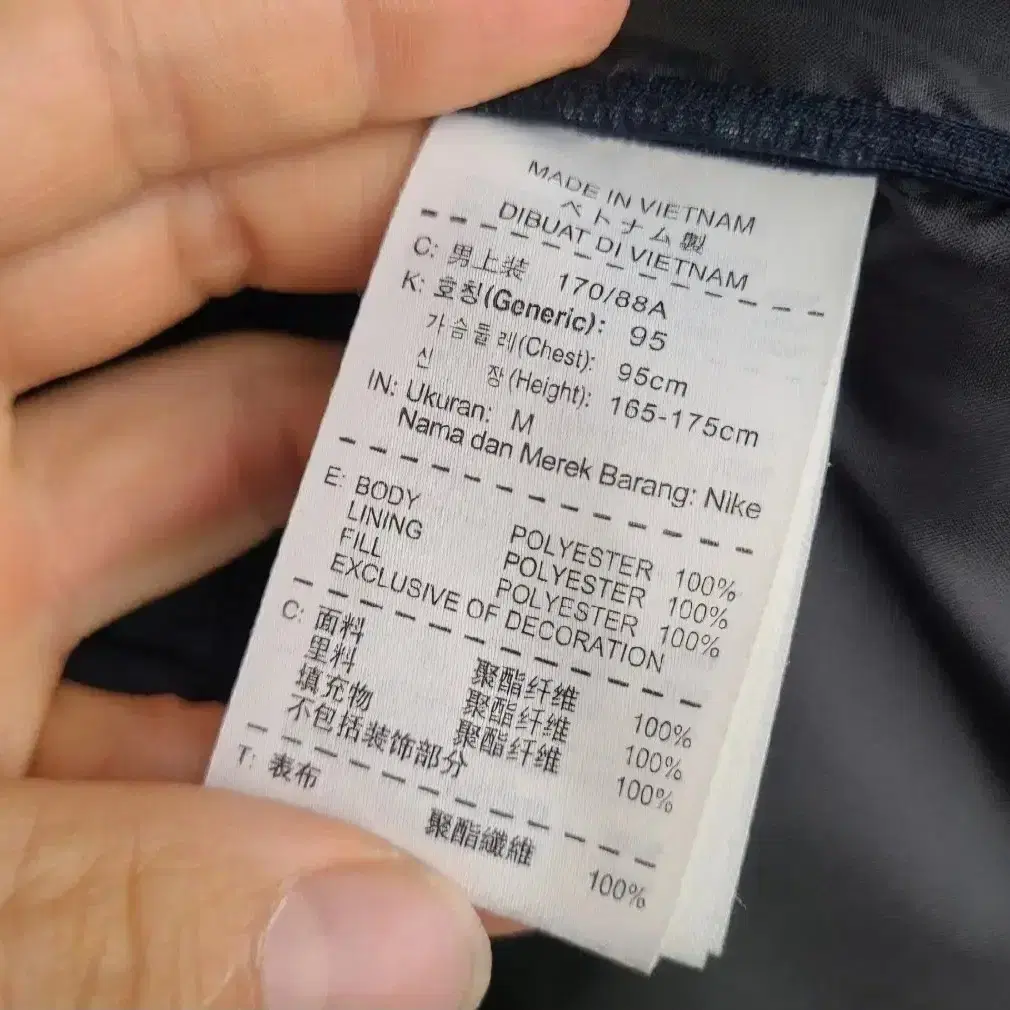 MADE IN VIETNAM
ベトナム製
DIBUAT DI VIETNAM
C: 男上装 170/88A
K: 호칭(Generic): 95
가슴둘레(Chest): 95cm
신 장(Height): 165-175cm
IN: Ukuran: M
Nama dan Merek Barang: Nike
E: BODY POLYESTER 100%
LINING POLYESTER 100%
FILL POLYESTER 100%
EXCLUSIVE OF DECORATION
C: 面料 聚酯纤维 100%
里料 聚酯纤维 100%
填充物 聚酯纤维 100%
不包括装饰部分
T: 表布 聚酯纖維 100%